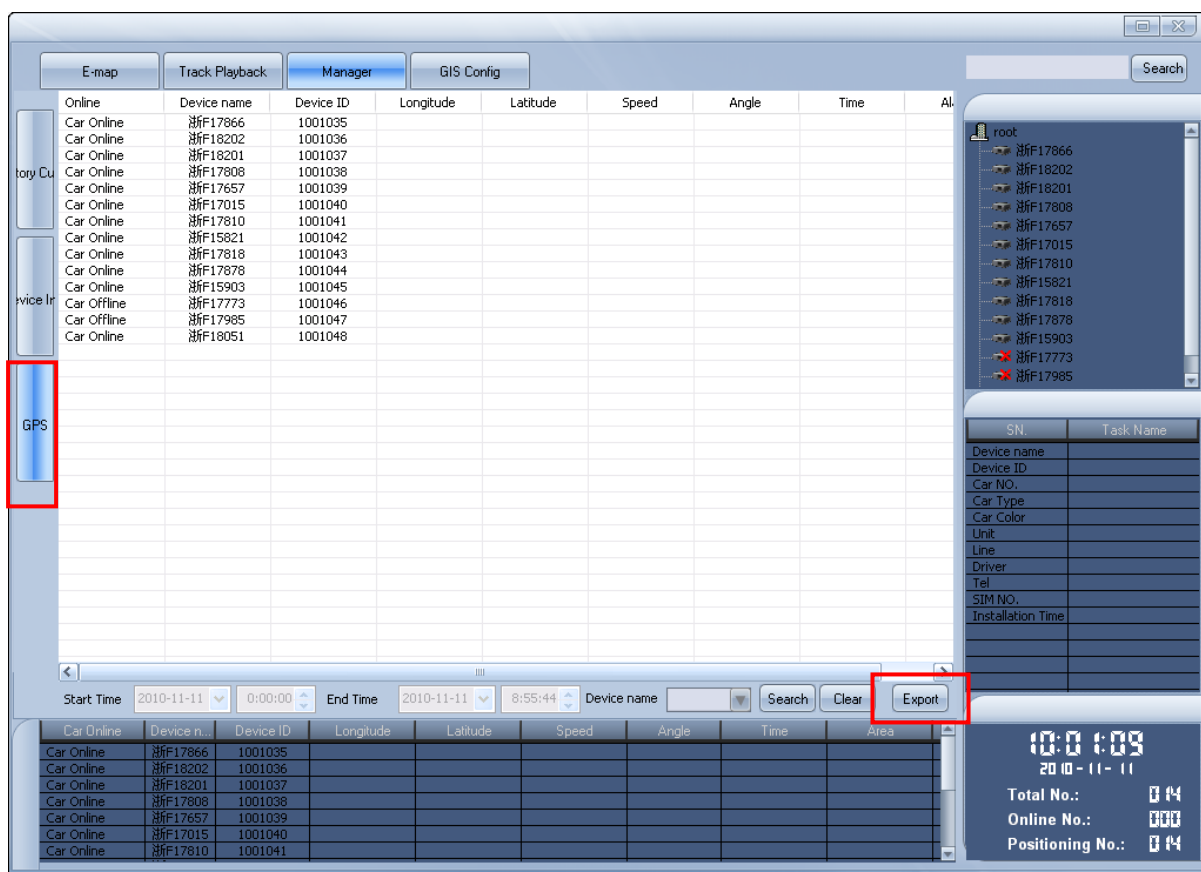 E-map Track Playback Manager GIS Config Search
Online Device name Device ID Longitude Latitude Speed Angle Time Al
Car Online 浙F17866 1001035
Car Online 浙F18202 1001036
Car Online 浙F18201 1001037
Car Online 浙F17808 1001038
Car Online 浙F17657 1001039
Car Online 浙F17015 1001040
Car Online 浙F17810 1001041
Car Online 浙F15821 1001042
Car Online 浙F17818 1001043
Car Online 浙F17878 1001044
Car Online 浙F15903 1001045
Car Offline 浙F17773 1001046
Car Offline 浙F17985 1001047
Car Online 浙F18051 1001048
tory Cu
evice In
GPS
Start Time 2010-11-11 0:00:00 End Time 2010-11-11 8:55:44 Device name Search Clear Export
Car Online Device n... Device ID Longitude Latitude Speed Angle Time Area
Car Online 浙F17866 1001035
Car Online 浙F18202 1001036
Car Online 浙F18201 1001037
Car Online 浙F17808 1001038
Car Online 浙F17657 1001039
Car Online 浙F17015 1001040
Car Online 浙F17810 1001041
root
浙F17866
浙F18202
浙F18201
浙F17808
浙F17657
浙F17015
浙F17810
浙F15821
浙F17818
浙F17878
浙F15903
浙F17773
浙F17985
SN. Task Name
Device name
Device ID
Car NO.
Car Type
Car Color
Unit
Line
Driver
Tel
SIM NO.
Installation Time
10:01:09
2010-11-11
Total No.: 014
Online No.: 000
Positioning No.: 014